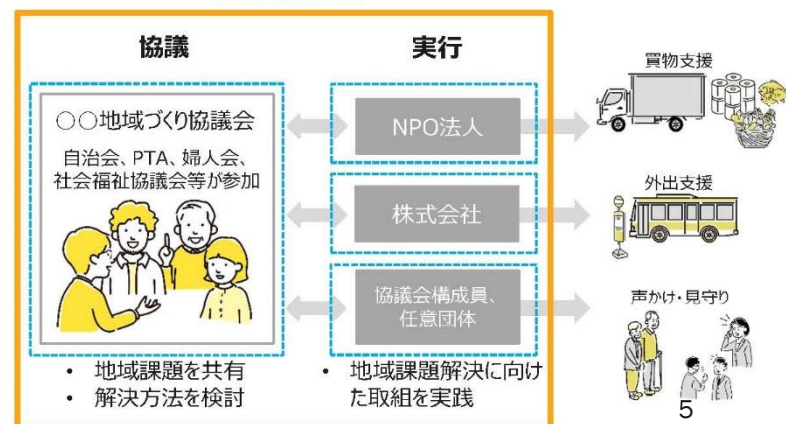 協議
○○地域づくり協議会
自治会、PTA、婦人会、
社会福祉協議会等が参加
• 地域課題を共有
• 解決方法を検討
実行
NPO法人
株式会社
協議会構成員、
任意団体
• 地域課題解決に向け
た取組を実践
買物支援
外出支援
声かけ・見守り
5